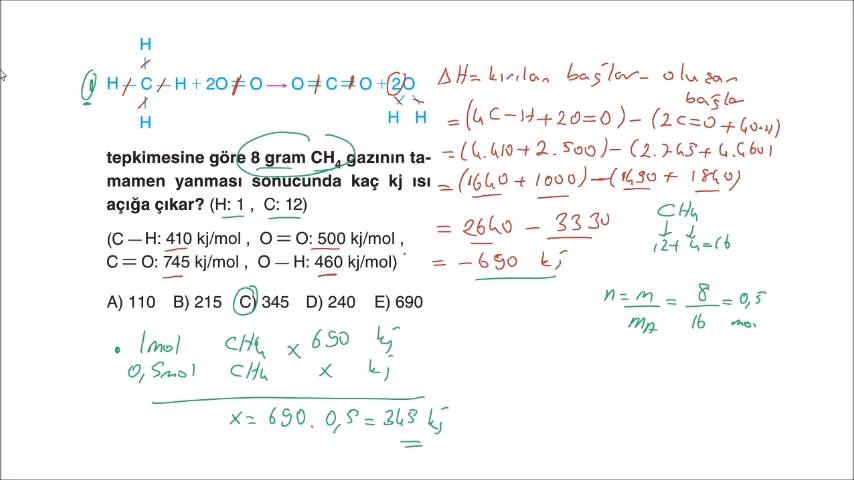 H
H – C – H + 2O = O → O = C = O + 2O
H
H H
tepkimesine göre 8 gram CH4 gazının ta-
mamen yanması sonucunda kaç kj ısı
açığa çıkar? (H: 1 , C: 12)
(C — H: 410 kj/mol , O = O: 500 kj/mol ,
C = O: 745 kj/mol , O — H: 460 kj/mol)
A) 110 B) 215 C) 345 D) 240 E) 690
ΔH = kırılan bağlar - oluşan
bağlar
= (4C-H + 2O=O) - (2C=O + 4O-H)
= (4.410 + 2.500) - (2.745 + 4.460)
= (1640 + 1000) - (1490 + 1840)
= 2640 - 3330
= -690 kj
CH4
12 + 4 = 16
n = m / mA = 8 / 16 = 0,5 mol
1mol CH4 690 kj
0,5mol CH4 x kj
x = 690 . 0,5 = 345 kj